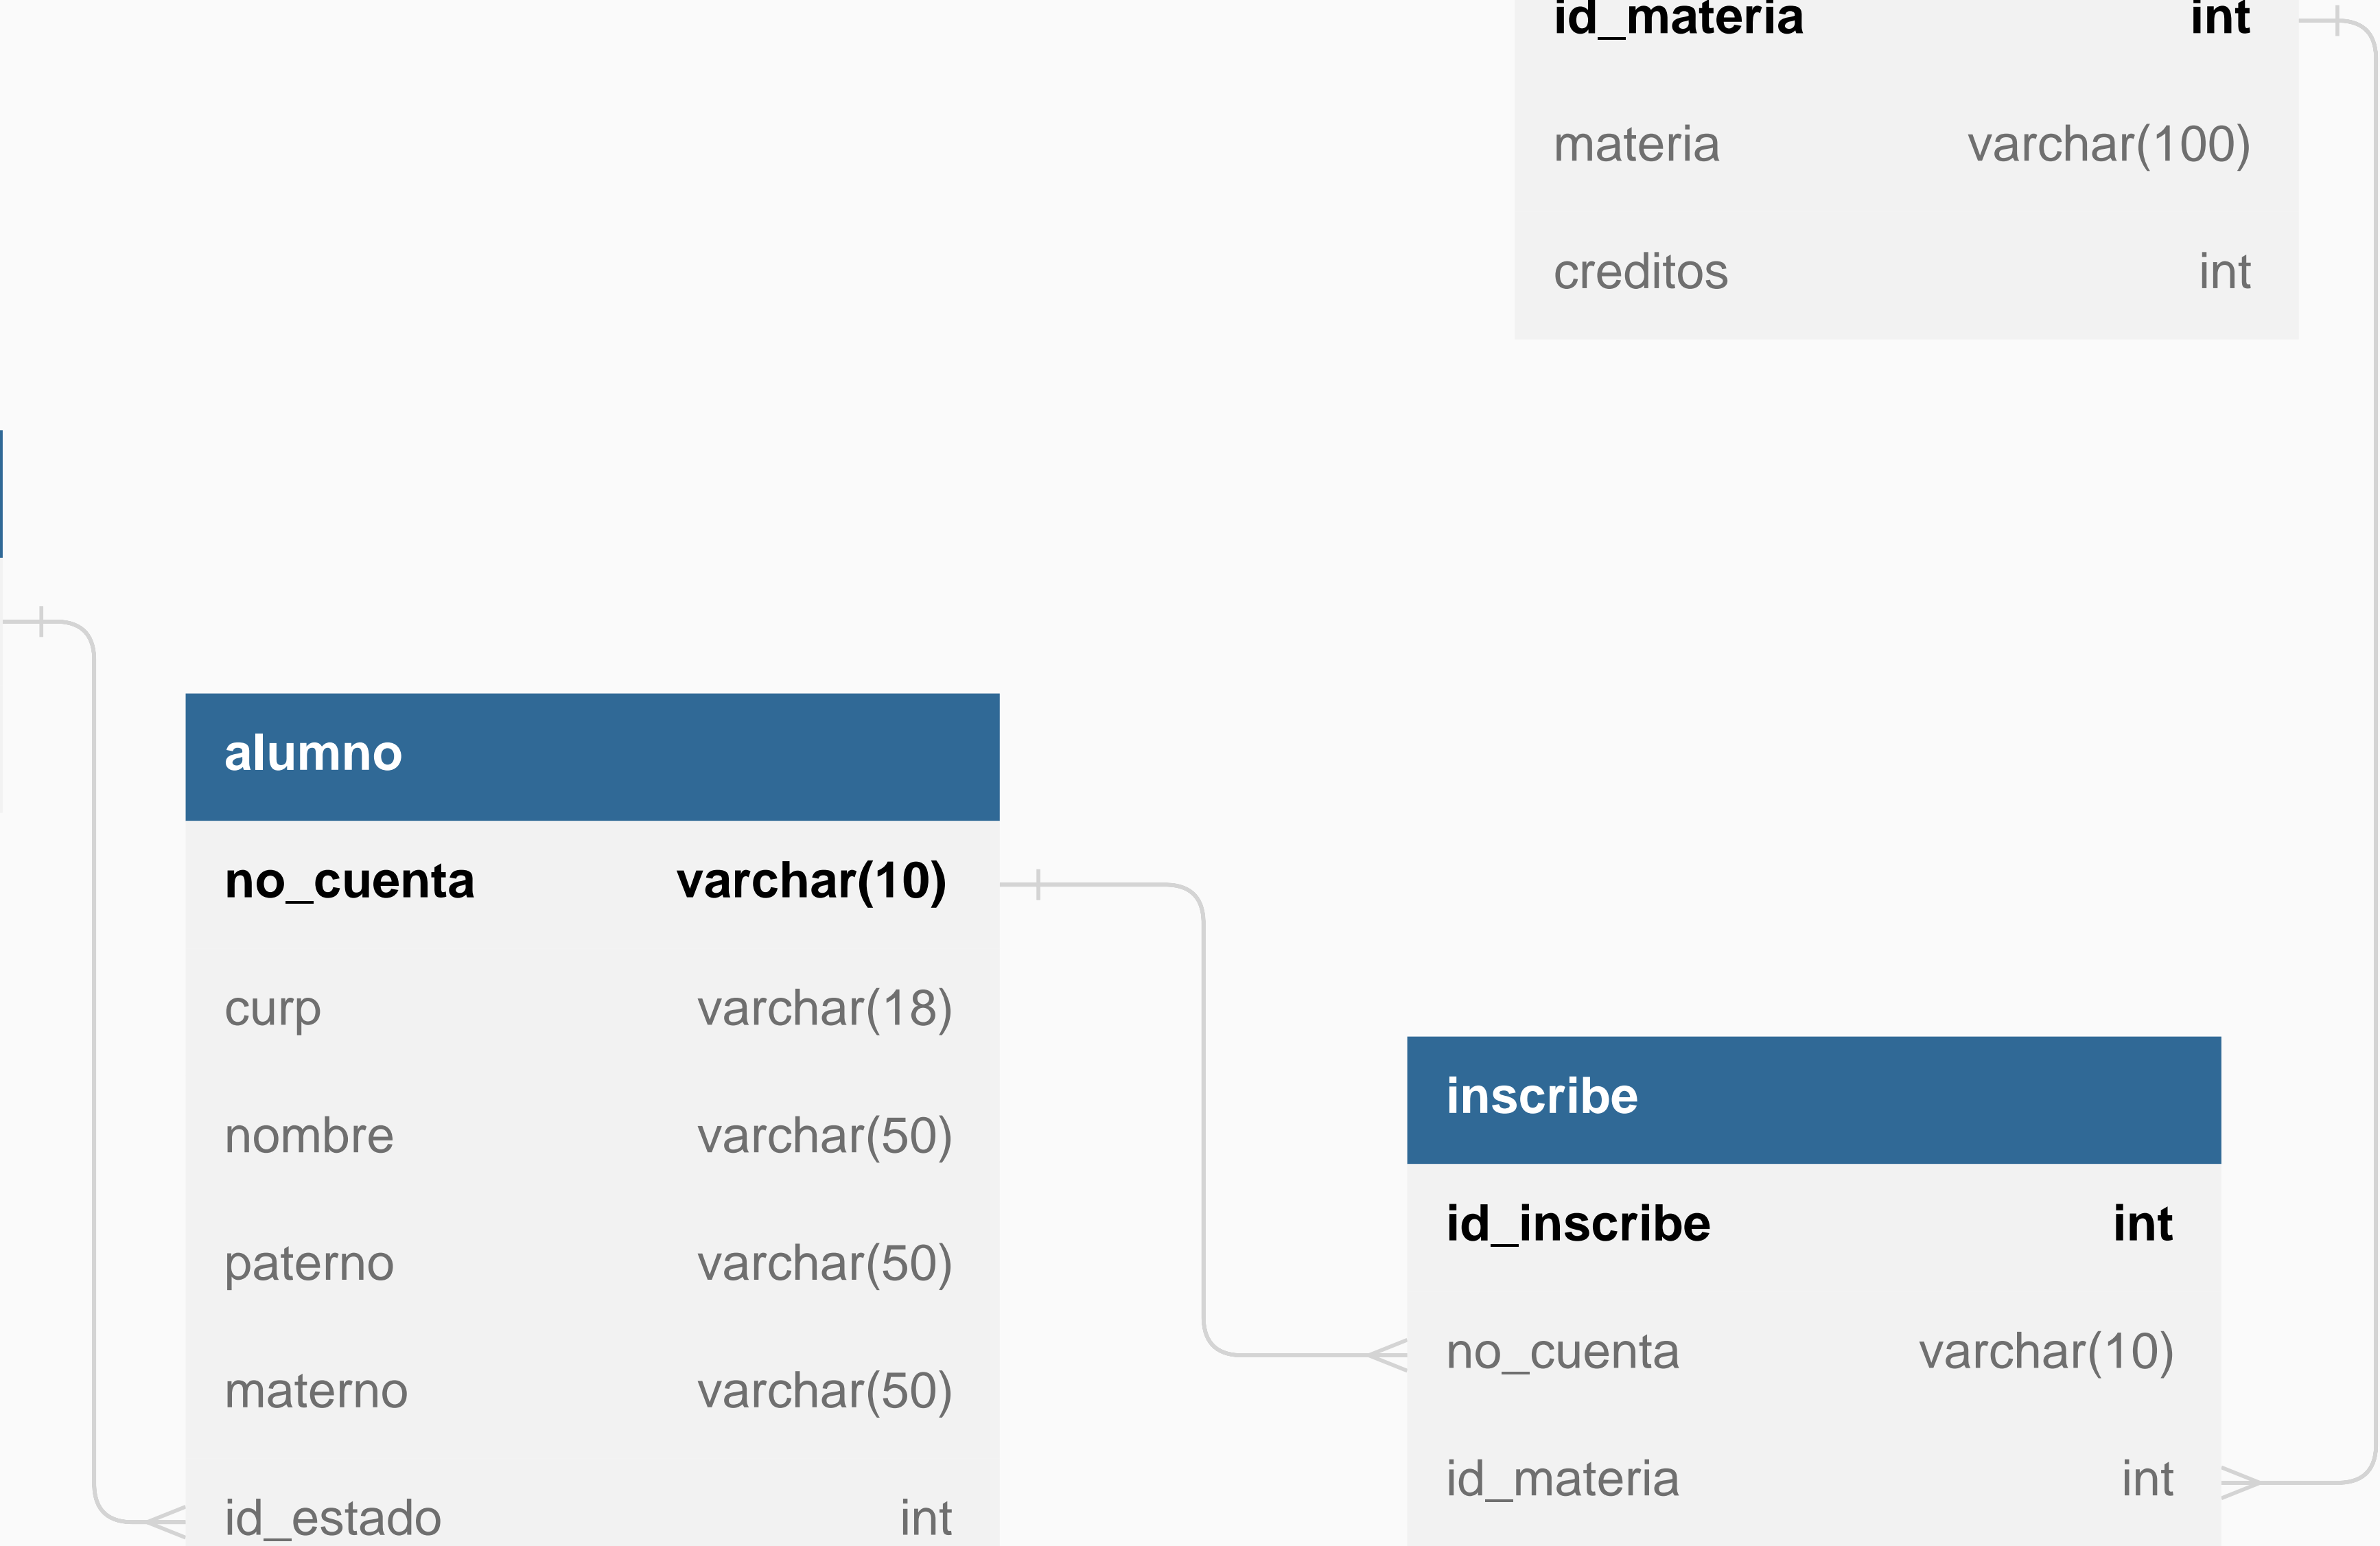 id_materia int
materia varchar(100)
creditos int
alumno
no_cuenta varchar(10)
curp varchar(18)
nombre varchar(50)
paterno varchar(50)
materno varchar(50)
id_estado int
inscribe
id_inscribe int
no_cuenta varchar(10)
id_materia int